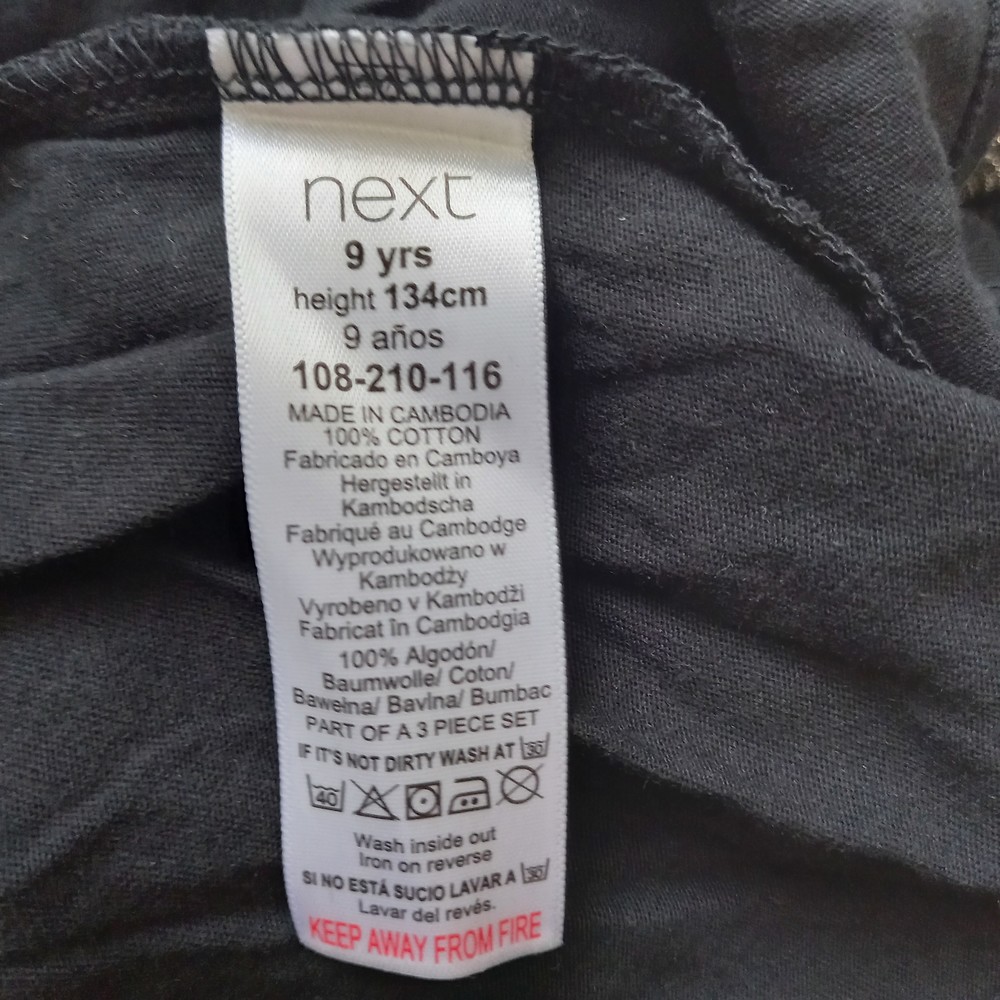 next
9 yrs
height 134cm
9 años
108-210-116
MADE IN CAMBODIA
100% COTTON
Fabricado en Camboya
Hergestellt in
Kambodscha
Fabriqué au Cambodge
Wyprodukowano w
Kambodży
Vyrobeno v Kambodži
Fabricat în Cambodgia
100% Algodón/
Baumwolle/ Coton/
Bawełna/ Bavlna/ Bumbac
PART OF A 3 PIECE SET
IF IT'S NOT DIRTY WASH AT 30
40
Wash inside out
Iron on reverse
SI NO ESTÁ SUCIO LAVAR A 30
Lavar del revés.
KEEP AWAY FROM FIRE